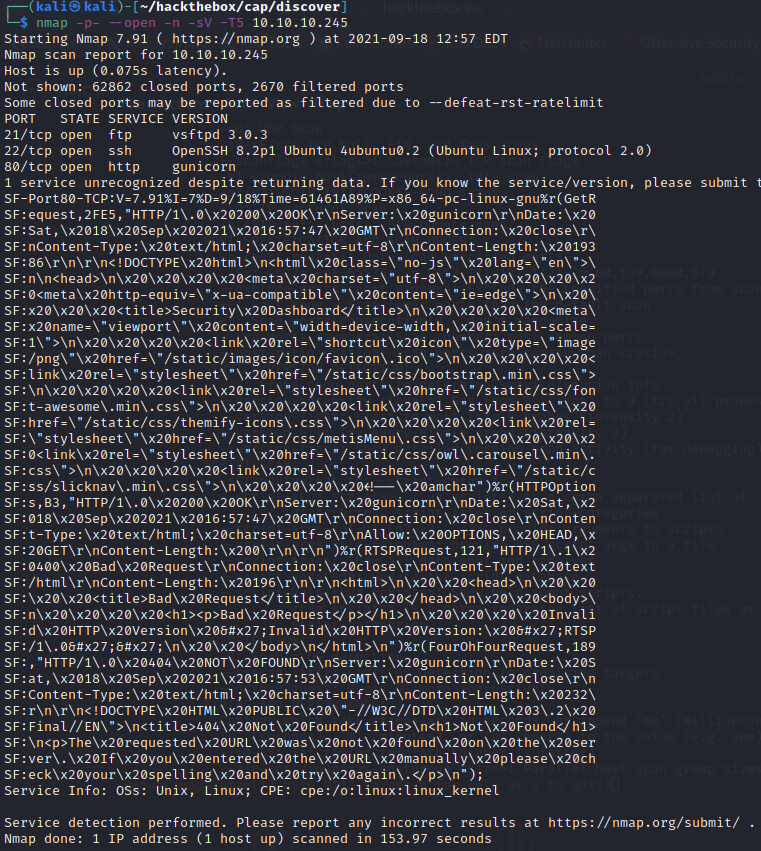 ┌──(kali㉿kali)-[~/hackthebox/cap/discover]
└─$ nmap -p- --open -n -sV -T5 10.10.10.245
Starting Nmap 7.91 ( https://nmap.org ) at 2021-09-18 12:57 EDT
Nmap scan report for 10.10.10.245
Host is up (0.075s latency).
Not shown: 62862 closed ports, 2670 filtered ports
Some closed ports may be reported as filtered due to --defeat-rst-ratelimit
PORT   STATE SERVICE VERSION
21/tcp open  ftp     vsftpd 3.0.3
22/tcp open  ssh     OpenSSH 8.2p1 Ubuntu 4ubuntu0.2 (Ubuntu Linux; protocol 2.0)
80/tcp open  http    gunicorn
1 service unrecognized despite returning data. If you know the service/version, please submit t
SF-Port80-TCP:V=7.91%I=7%D=9/18%Time=61461A89%P=x86_64-pc-linux-gnu%r(GetR
SF:equest,2FE5,"HTTP/1\.0\x20200\x20OK\r\nServer:\x20gunicorn\r\nDate:\x20
SF:Sat,\x2018\x20Sep\x202021\x2016:57:47\x20GMT\r\nConnection:\x20close\r\
SF:nContent-Type:\x20text/html;\x20charset=utf-8\r\nContent-Length:\x20193
SF:86\r\n\r\n<!DOCTYPE\x20html>\n<html\x20class=\"no-js\"\x20lang=\"en\">\
SF:n\n<head>\n\x20\x20\x20\x20<meta\x20charset=\"utf-8\">\n\x20\x20\x20\x2
SF:0<meta\x20http-equiv=\"x-ua-compatible\"\x20content=\"ie=edge\">\n\x20\
SF:x20\x20\x20<title>Security\x20Dashboard</title>\n\x20\x20\x20\x20<meta\
SF:x20name=\"viewport\"\x20content=\"width=device-width,\x20initial-scale=
SF:1\">\n\x20\x20\x20\x20<link\x20rel=\"shortcut\x20icon\"\x20type=\"image
SF:/png\"\x20href=\"/static/images/icon/favicon\.ico\">\n\x20\x20\x20\x20<
SF:link\x20rel=\"stylesheet\"\x20href=\"/static/css/bootstrap\.min\.css\">
SF:\n\x20\x20\x20\x20<link\x20rel=\"stylesheet\"\x20href=\"/static/css/fon
SF:t-awesome\.min\.css\">\n\x20\x20\x20\x20<link\x20rel=\"stylesheet\"\x20
SF:href=\"/static/css/themify-icons\.css\">\n\x20\x20\x20\x20<link\x20rel=
SF:\"stylesheet\"\x20href=\"/static/css/metisMenu\.css\">\n\x20\x20\x20\x2
SF:0<link\x20rel=\"stylesheet\"\x20href=\"/static/css/owl\.carousel\.min\.
SF:css\">\n\x20\x20\x20\x20<link\x20rel=\"stylesheet\"\x20href=\"/static/c
SF:ss/slicknav\.min\.css\">\n\x20\x20\x20\x20<!--\x20amchar")%r(HTTPOption
SF:s,B3,"HTTP/1\.0\x20200\x20OK\r\nServer:\x20gunicorn\r\nDate:\x20Sat,\x2
SF:018\x20Sep\x202021\x2016:57:47\x20GMT\r\nConnection:\x20close\r\nConten
SF:t-Type:\x20text/html;\x20charset=utf-8\r\nAllow:\x20OPTIONS,\x20HEAD,\x
SF:20GET\r\nContent-Length:\x200\r\n\r\n")%r(RTSPRequest,121,"HTTP/1\.1\x2
SF:0400\x20Bad\x20Request\r\nConnection:\x20close\r\nContent-Type:\x20text
SF:/html\r\nContent-Length:\x20196\r\n\r\n<html>\n\x20\x20<head>\n\x20\x20
SF:\x20\x20<title>Bad\x20Request</title>\n\x20\x20</head>\n\x20\x20<body>\
SF:n\x20\x20\x20\x20<h1><p>Bad\x20Request</p></h1>\n\x20\x20\x20\x20Invali
SF:d\x20HTTP\x20Version\x20&#x27;Invalid\x20HTTP\x20Version:\x20&#x27;RTSP
SF:/1\.0&#x27;&#x27;\n\x20\x20</body>\n</html>\n")%r(FourOhFourRequest,189
SF:,"HTTP/1\.0\x20404\x20NOT\x20FOUND\r\nServer:\x20gunicorn\r\nDate:\x20S
SF:at,\x2018\x20Sep\x202021\x2016:57:53\x20GMT\r\nConnection:\x20close\r\n
SF:Content-Type:\x20text/html;\x20charset=utf-8\r\nContent-Length:\x20232\
SF:r\n\r\n<!DOCTYPE\x20HTML\x20PUBLIC\x20\"-//W3C//DTD\x20HTML\x203\.2\x20
SF:Final//EN\">\n<title>404\x20Not\x20Found</title>\n<h1>Not\x20Found</h1>
SF:\n<p>The\x20requested\x20URL\x20was\x20not\x20found\x20on\x20the\x20ser
SF:ver\.\x20If\x20you\x20entered\x20the\x20URL\x20manually\x20please\x20ch
SF:eck\x20your\x20spelling\x20and\x20try\x20again\.</p>\n");
Service Info: OSs: Unix, Linux; CPE: cpe:/o:linux:linux_kernel

Service detection performed. Please report any incorrect results at https://nmap.org/submit/ .
Nmap done: 1 IP address (1 host up) scanned in 153.97 seconds